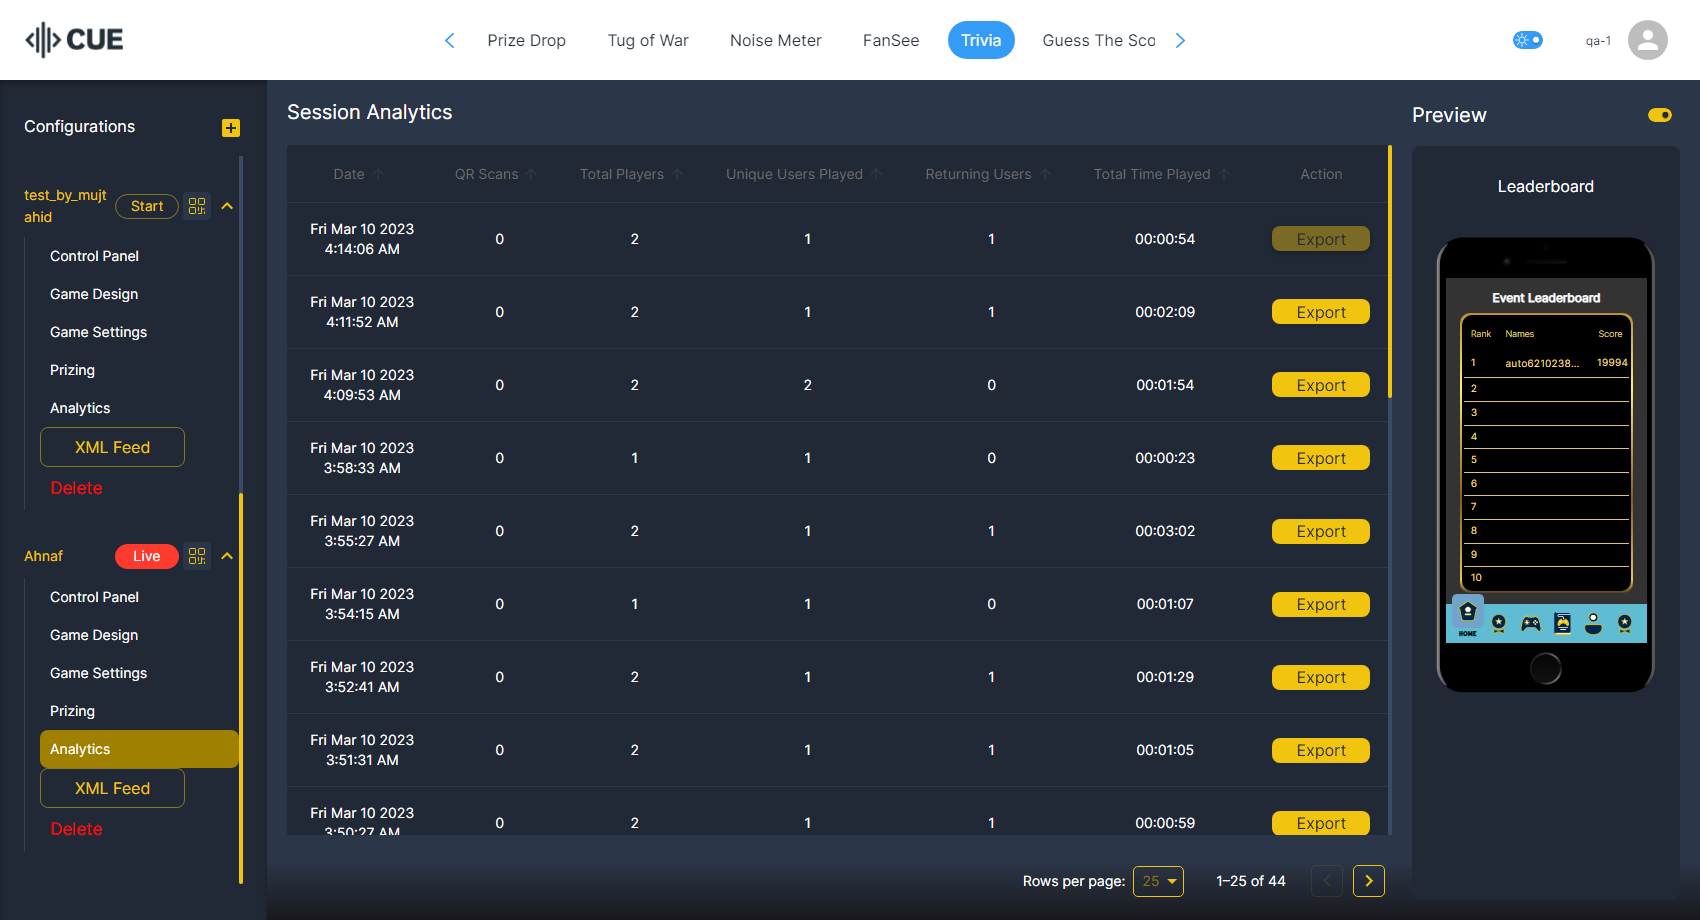 CUE
Prize Drop
Tug of War
Noise Meter
FanSee
Trivia
Guess The Sco
qa-1
Configurations
test_by_mujt
ahid
Start
Control Panel
Game Design
Game Settings
Prizing
Analytics
XML Feed
Delete
Ahnaf
Live
Control Panel
Game Design
Game Settings
Prizing
Analytics
XML Feed
Delete
Session Analytics
Date QR Scans Total Players Unique Users Played Returning Users Total Time Played Action
Fri Mar 10 2023
4:14:06 AM 0 2 1 1 00:00:54 Export
Fri Mar 10 2023
4:11:52 AM 0 2 1 1 00:02:09 Export
Fri Mar 10 2023
4:09:53 AM 0 2 2 0 00:01:54 Export
Fri Mar 10 2023
3:58:33 AM 0 1 1 0 00:00:23 Export
Fri Mar 10 2023
3:55:27 AM 0 2 1 1 00:03:02 Export
Fri Mar 10 2023
3:54:15 AM 0 1 1 0 00:01:07 Export
Fri Mar 10 2023
3:52:41 AM 0 2 1 1 00:01:29 Export
Fri Mar 10 2023
3:51:31 AM 0 2 1 1 00:01:05 Export
Fri Mar 10 2023
3:50:27 AM 0 2 1 1 00:00:59 Export
Rows per page: 25 1–25 of 44
Preview
Leaderboard
Event Leaderboard
Rank Names Score
1 auto6210238... 19994
2
3
4
5
6
7
8
9
10
HOME